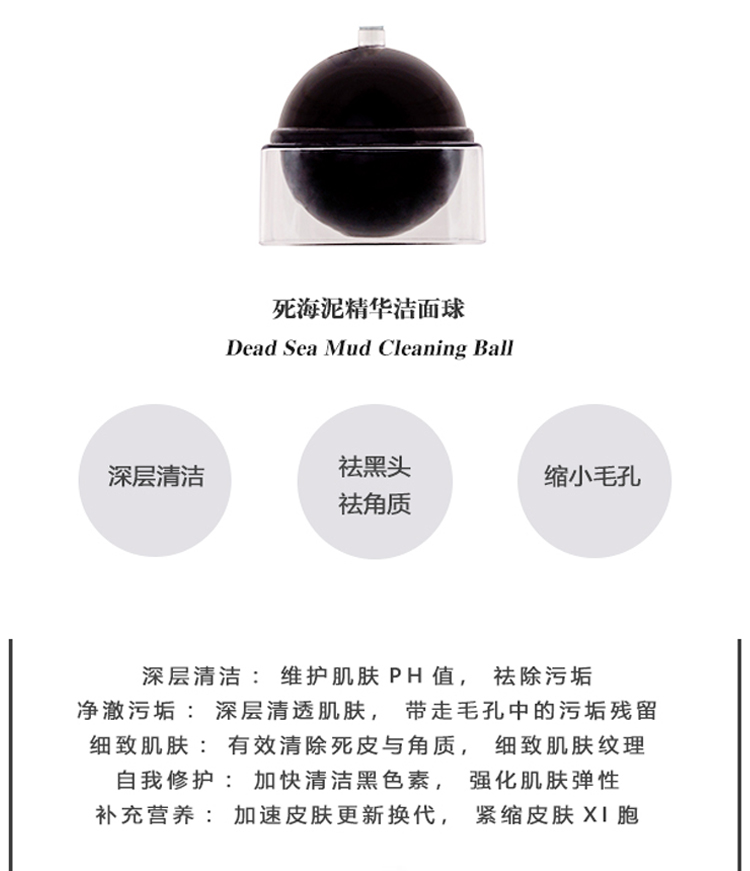 死海泥精华洁面球
Dead Sea Mud Cleaning Ball
深层清洁
祛黑头
祛角质
缩小毛孔
深层清洁： 维护肌肤 PH 值， 祛除污垢
净澈污垢： 深层清透肌肤， 带走毛孔中的污垢残留
细致肌肤： 有效清除死皮与角质， 细致肌肤纹理
自我修护： 加快清洁黑色素， 强化肌肤弹性
补充营养： 加速皮肤更新换代， 紧缩皮肤 XI 胞